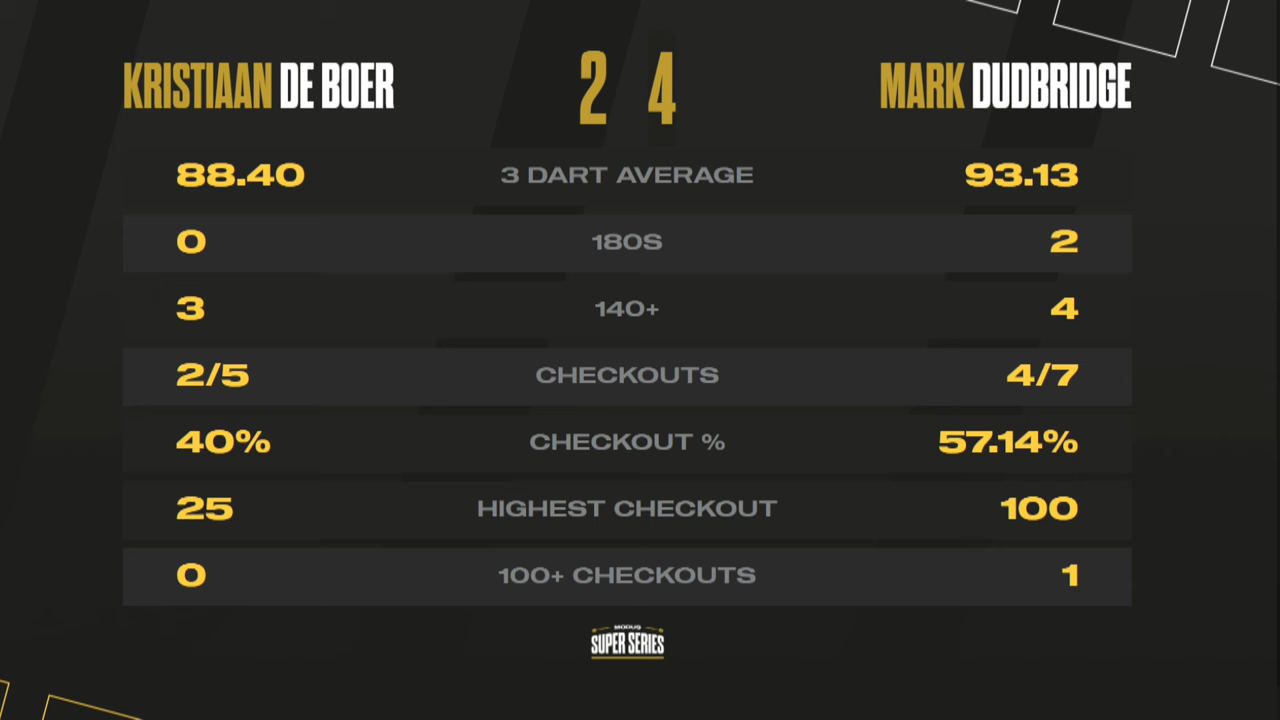 KRISTIAAN DE BOER 2 4 MARK DUDBRIDGE
88.40 3 DART AVERAGE 93.13
0 180S 2
3 140+ 4
2/5 CHECKOUTS 4/7
40% CHECKOUT % 57.14%
25 HIGHEST CHECKOUT 100
0 100+ CHECKOUTS 1
MODUS
SUPER SERIES